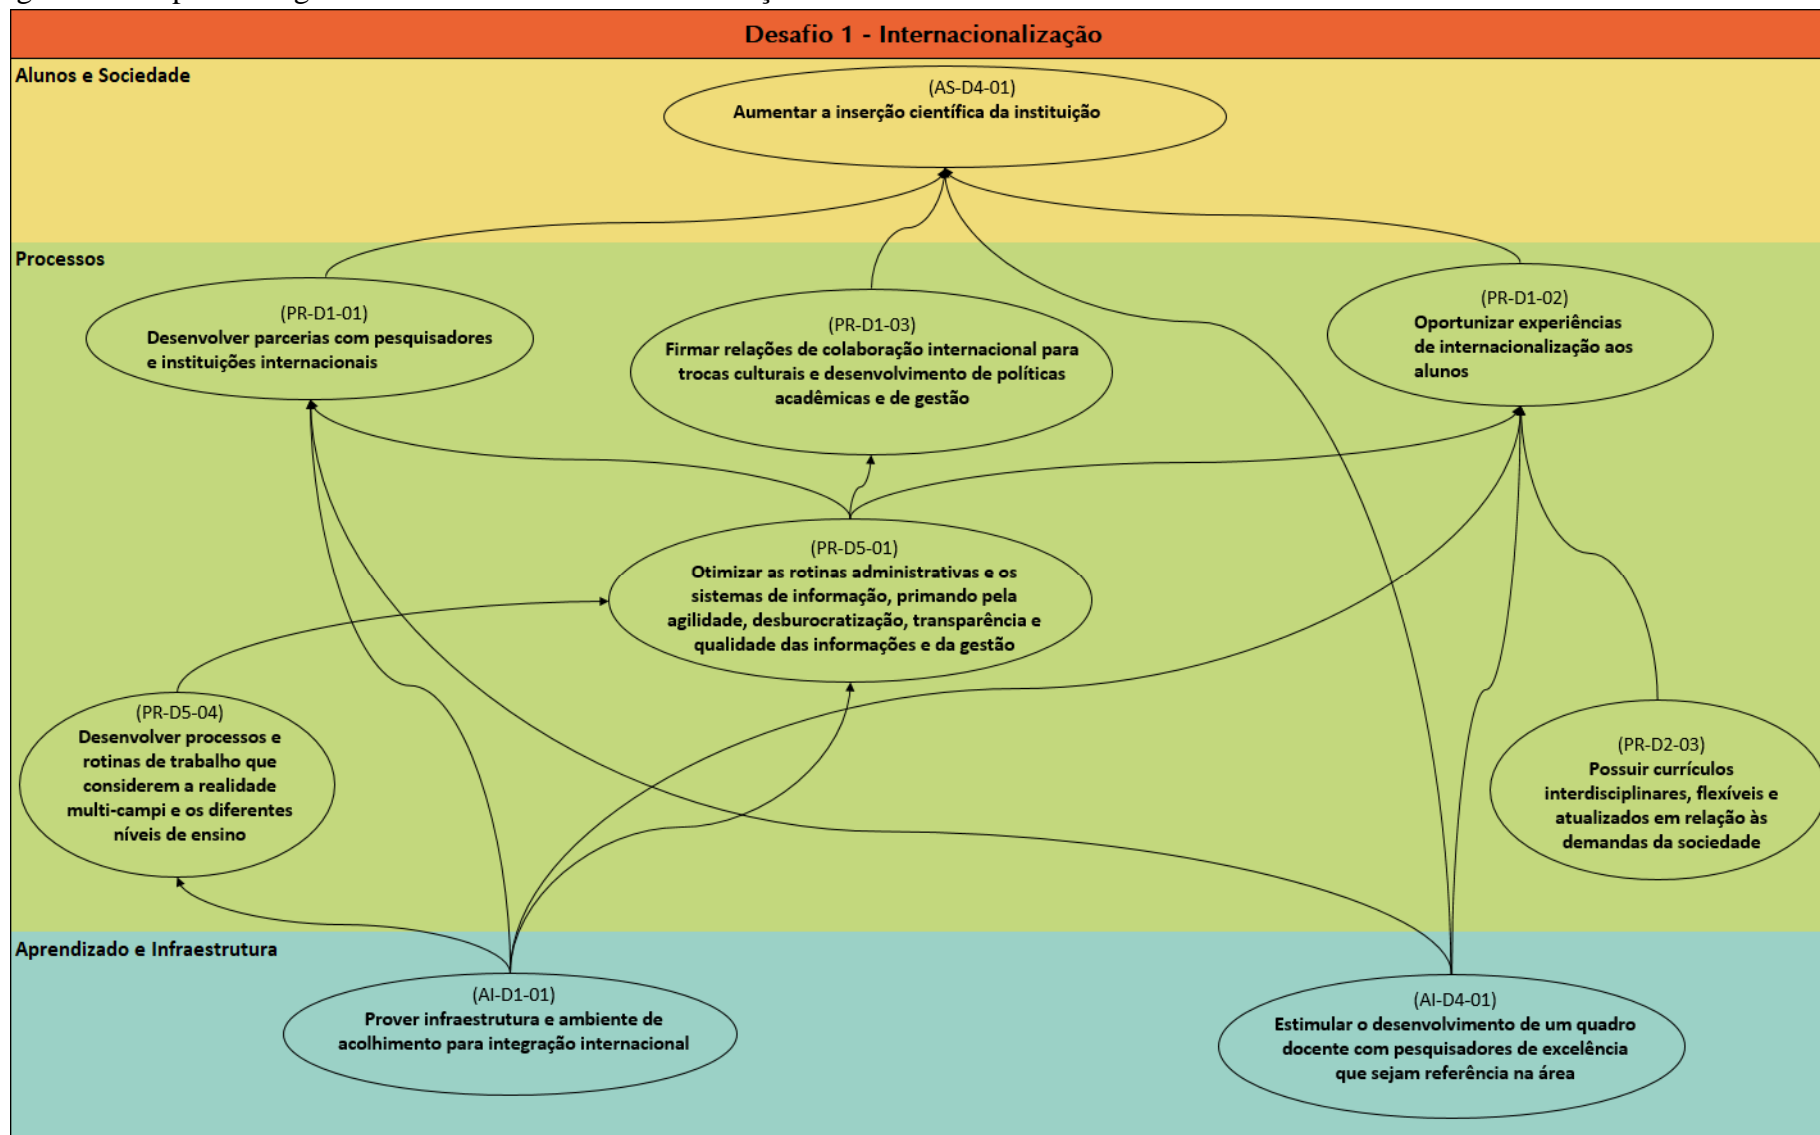 Desafio 1 - Internacionalização
Alunos e Sociedade
(AS-D4-01)
Aumentar a inserção científica da instituição
Processos
(PR-D1-01)
Desenvolver parcerias com pesquisadores
e instituições internacionais
(PR-D1-03)
Firmar relações de colaboração internacional para
trocas culturais e desenvolvimento de políticas
acadêmicas e de gestão
(PR-D1-02)
Oportunizar experiências
de internacionalização aos
alunos
(PR-D5-01)
Otimizar as rotinas administrativas e os
sistemas de informação, primando pela
agilidade, desburocratização, transparência e
qualidade das informações e da gestão
(PR-D5-04)
Desenvolver processos e
rotinas de trabalho que
considerem a realidade
multi-campi e os diferentes
níveis de ensino
(PR-D2-03)
Possuir currículos
interdisciplinares, flexíveis e
atualizados em relação às
demandas da sociedade
Aprendizado e Infraestrutura
(AI-D1-01)
Prover infraestrutura e ambiente de
acolhimento para integração internacional
(AI-D4-01)
Estimular o desenvolvimento de um quadro
docente com pesquisadores de excelência
que sejam referência na área